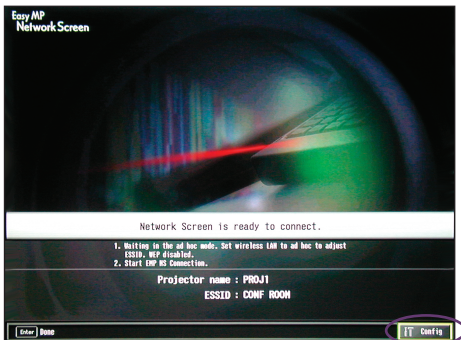 Easy MP
Network Screen
Network Screen is ready to connect.
1. Waiting in the ad hoc mode. Set wireless LAN to ad hoc to adjust
ESSID. WEP disabled.
2. Start EMP NS Connection.
Projector name : PROJ1
ESSID : CONF ROOM
Enter Done
Config